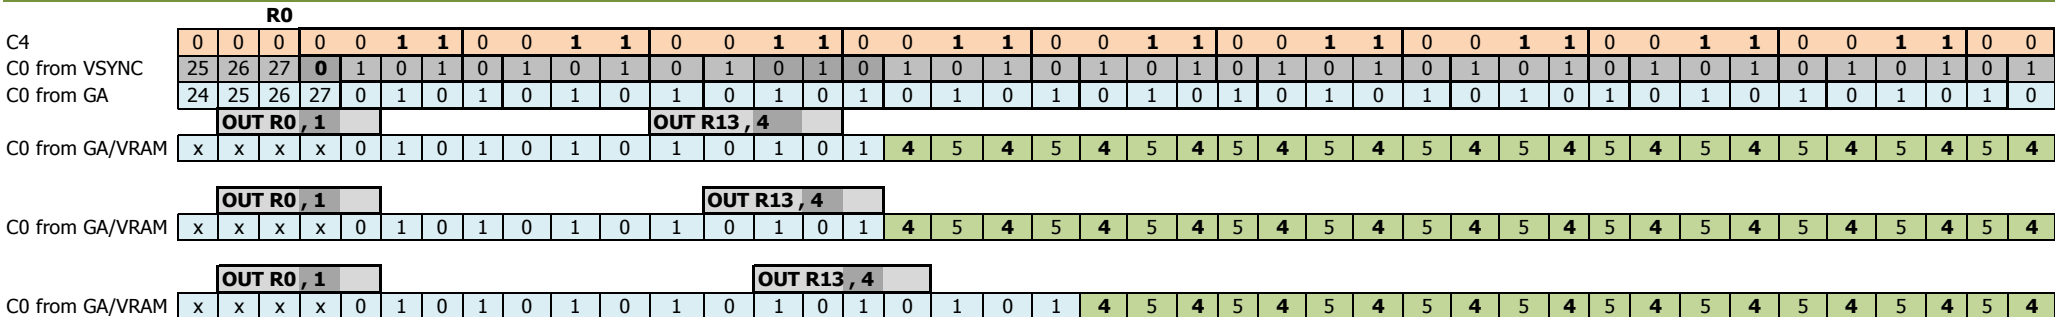 R0
C4 0 0 0 0 0 1 1 0 0 1 1 0 0 1 1 0 0 1 1 0 0 1 1 0 0 1 1 0 0 1 1 0 0 1 1 0 0 1 1 0 0
C0 from VSYNC 25 26 27 0 1 0 1 0 1 0 1 0 1 0 1 0 1 0 1 0 1 0 1 0 1 0 1 0 1 0 1 0 1 0 1 0 1 0 1 0 1
C0 from GA 24 25 26 27 0 1 0 1 0 1 0 1 0 1 0 1 0 1 0 1 0 1 0 1 0 1 0 1 0 1 0 1 0 1 0 1 0 1 0 1 0
OUT R0 , 1 OUT R13 , 4
C0 from GA/VRAM x x x x 0 1 0 1 0 1 0 1 0 1 0 1 4 5 4 5 4 5 4 5 4 5 4 5 4 5 4 5 4 5 4 5 4 5 4 5 4
OUT R0 , 1 OUT R13 , 4
C0 from GA/VRAM x x x x 0 1 0 1 0 1 0 1 0 1 0 1 4 5 4 5 4 5 4 5 4 5 4 5 4 5 4 5 4 5 4 5 4 5 4 5 4
OUT R0 , 1 OUT R13 , 4
C0 from GA/VRAM x x x x 0 1 0 1 0 1 0 1 0 1 0 1 0 1 0 1 4 5 4 5 4 5 4 5 4 5 4 5 4 5 4 5 4 5 4 5 4